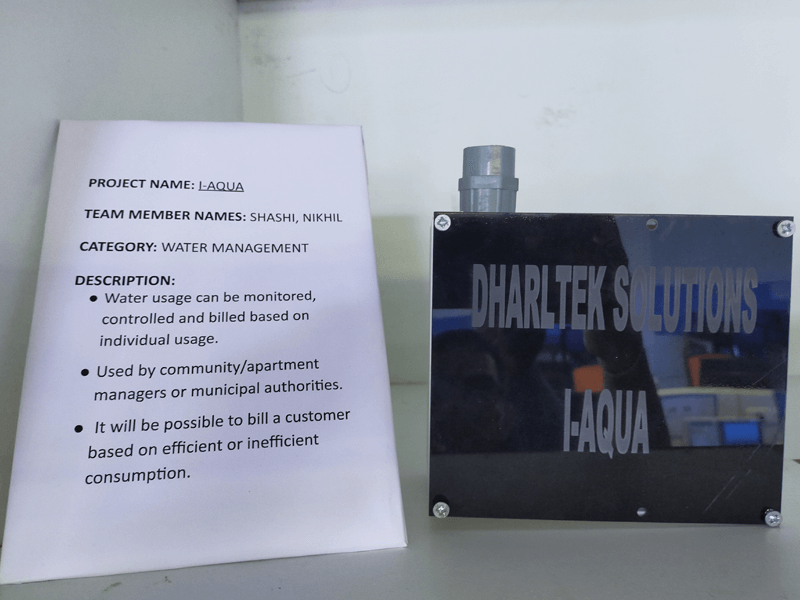 PROJECT NAME: I-AQUA
TEAM MEMBER NAMES: SHASHI, NIKHIL
CATEGORY: WATER MANAGEMENT
DESCRIPTION:
● Water usage can be monitored,
controlled and billed based on
individual usage.
● Used by community/apartment
managers or municipal authorities.
● It will be possible to bill a customer
based on efficient or inefficient
consumption.
DHARLTEK SOLUTIONS
I-AQUA